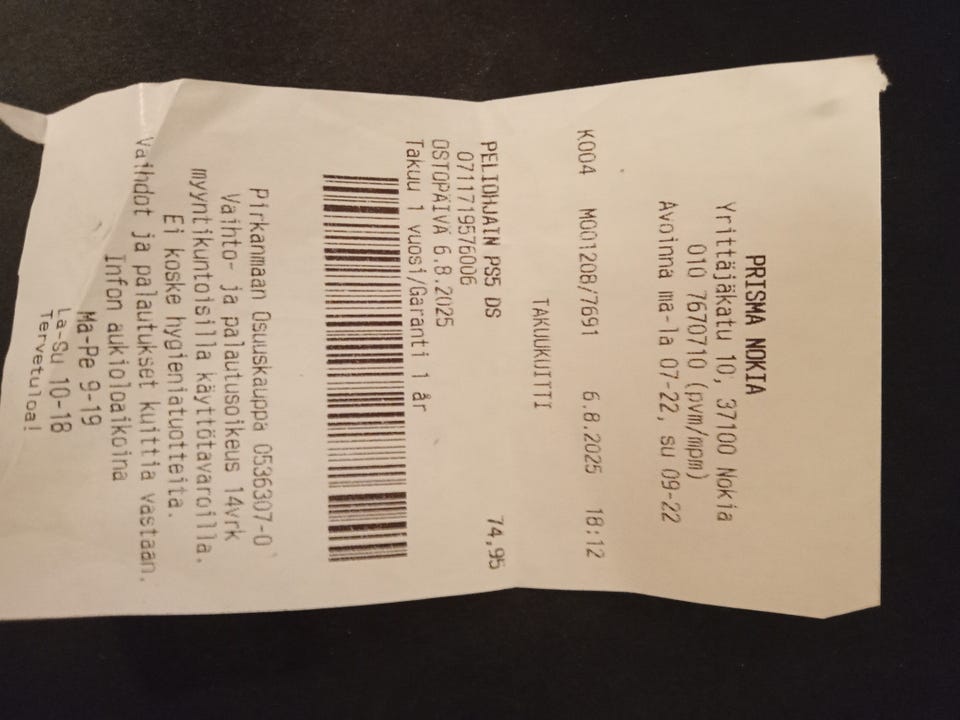 PRISMA NOKIA
Yrittäjäkatu 10, 37100 Nokia
010 7670710 (pvm/mpm)
Avoinna ma-la 07-22, su 09-22
K004 M001208/7691 6.8.2025 18:12
TAKUUKUITTI
PELIOHJAIN PS5 DS 74,95
0711719576006
OSTOPÄIVÄ 6.8.2025
Takuu 1 vuosi/Garanti 1 år
Pirkanmaan Osuuskauppa 0536307-0
Vaihto- ja palautusoikeus 14vrk
myyntikuntoisilla käyttötavaroilla.
Ei koske hygieniatuotteita.
Vaihdot ja palautukset kuittia vastaan.
Infon aukioloaikoina
Ma-Pe 9-19
La-Su 10-18
Tervetuloa!